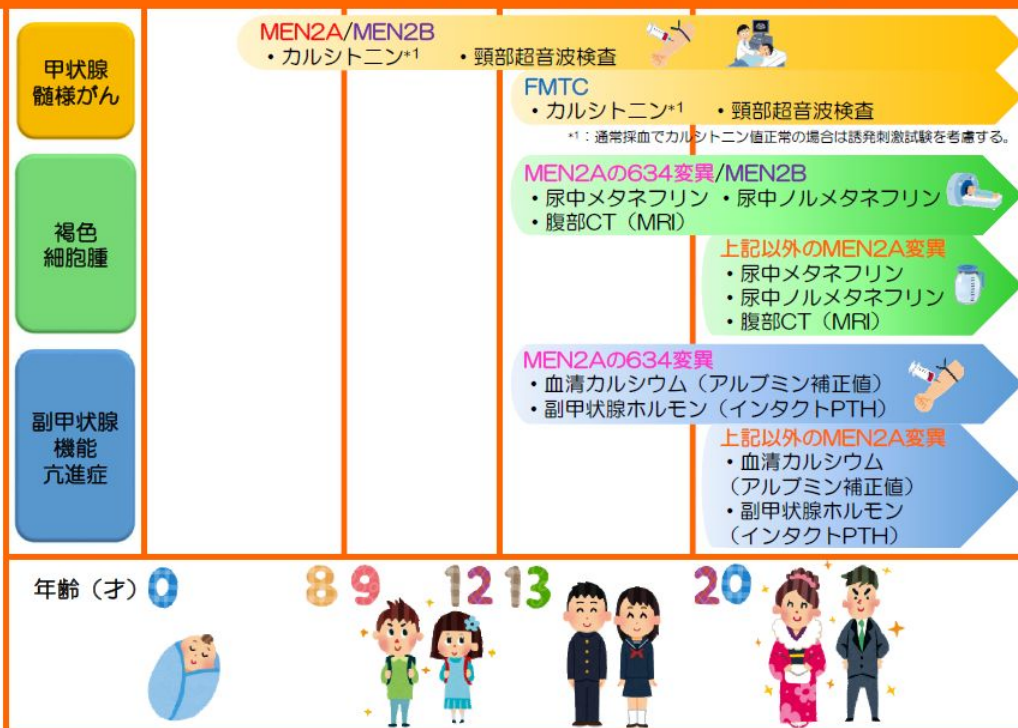 甲状腺
髄様がん
MEN2A/MEN2B
・カルシトニン*1 ・頸部超音波検査
FMTC
・カルシトニン*1 ・頸部超音波検査
*1：通常採血でカルシトニン値正常の場合は誘発刺激試験を考慮する。
褐色
細胞腫
MEN2Aの634変異/MEN2B
・尿中メタネフリン ・尿中ノルメタネフリン
・腹部CT（MRI）
上記以外のMEN2A変異
・尿中メタネフリン
・尿中ノルメタネフリン
・腹部CT（MRI）
副甲状腺
機能
亢進症
MEN2Aの634変異
・血清カルシウム（アルブミン補正値）
・副甲状腺ホルモン（インタクトPTH）
上記以外のMEN2A変異
・血清カルシウム
（アルブミン補正値）
・副甲状腺ホルモン
（インタクトPTH）
年齢（才） 0 8 9 12 13 20